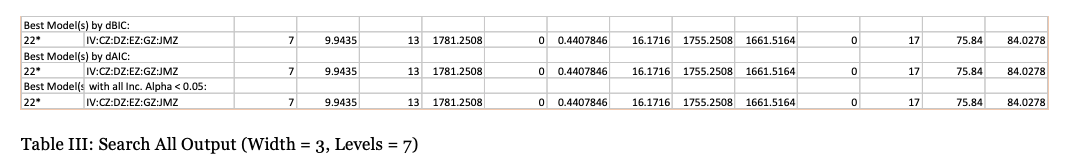 Best Model(s) by dBIC:
22* IV:CZ:DZ:EZ:GZ:JMZ 7 9.9435 13 1781.2508 0 0.4407846 16.1716 1755.2508 1661.5164 0 17 75.84 84.0278
Best Model(s) by dAIC:
22* IV:CZ:DZ:EZ:GZ:JMZ 7 9.9435 13 1781.2508 0 0.4407846 16.1716 1755.2508 1661.5164 0 17 75.84 84.0278
Best Model(s with all Inc. Alpha < 0.05:
22* IV:CZ:DZ:EZ:GZ:JMZ 7 9.9435 13 1781.2508 0 0.4407846 16.1716 1755.2508 1661.5164 0 17 75.84 84.0278
Table III: Search All Output (Width = 3, Levels = 7)